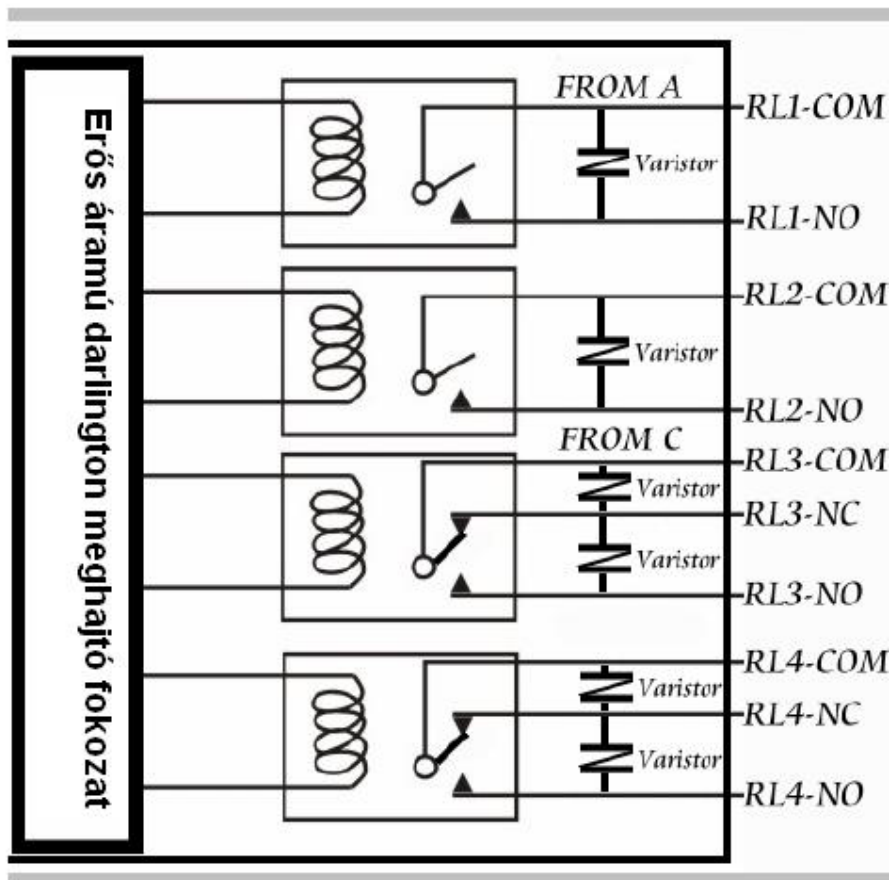 Erős áramú darlington meghajtó fokozat
FROM A
RL1-COM
Varistor
RL1-NO
RL2-COM
Varistor
RL2-NO
FROM C
RL3-COM
Varistor
RL3-NC
Varistor
RL3-NO
RL4-COM
Varistor
RL4-NC
Varistor
RL4-NO